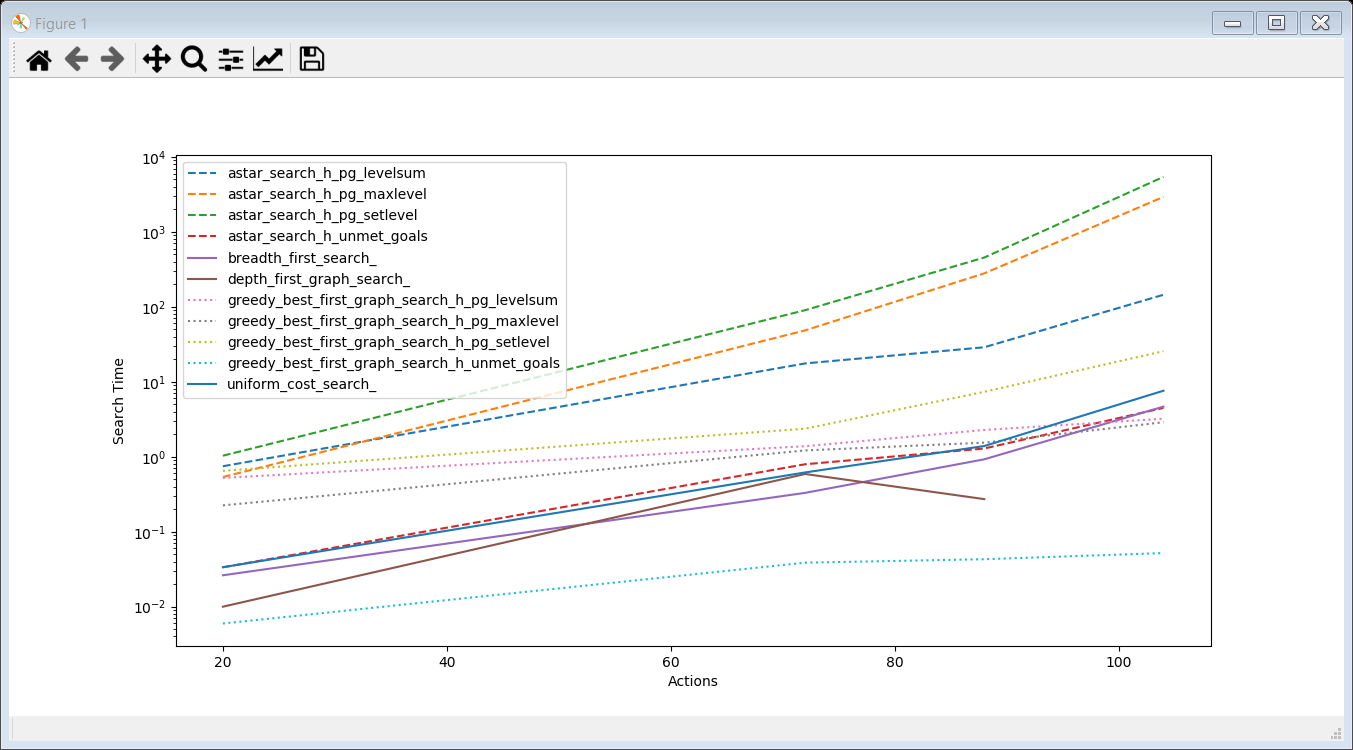 Figure 1
10^4
10^3
10^2
10^1
10^0
10^−1
10^−2
Search Time
astar_search_h_pg_levelsum
astar_search_h_pg_maxlevel
astar_search_h_pg_setlevel
astar_search_h_unmet_goals
breadth_first_search_
depth_first_graph_search_
greedy_best_first_graph_search_h_pg_levelsum
greedy_best_first_graph_search_h_pg_maxlevel
greedy_best_first_graph_search_h_pg_setlevel
greedy_best_first_graph_search_h_unmet_goals
uniform_cost_search_
20 40 60 80 100
Actions